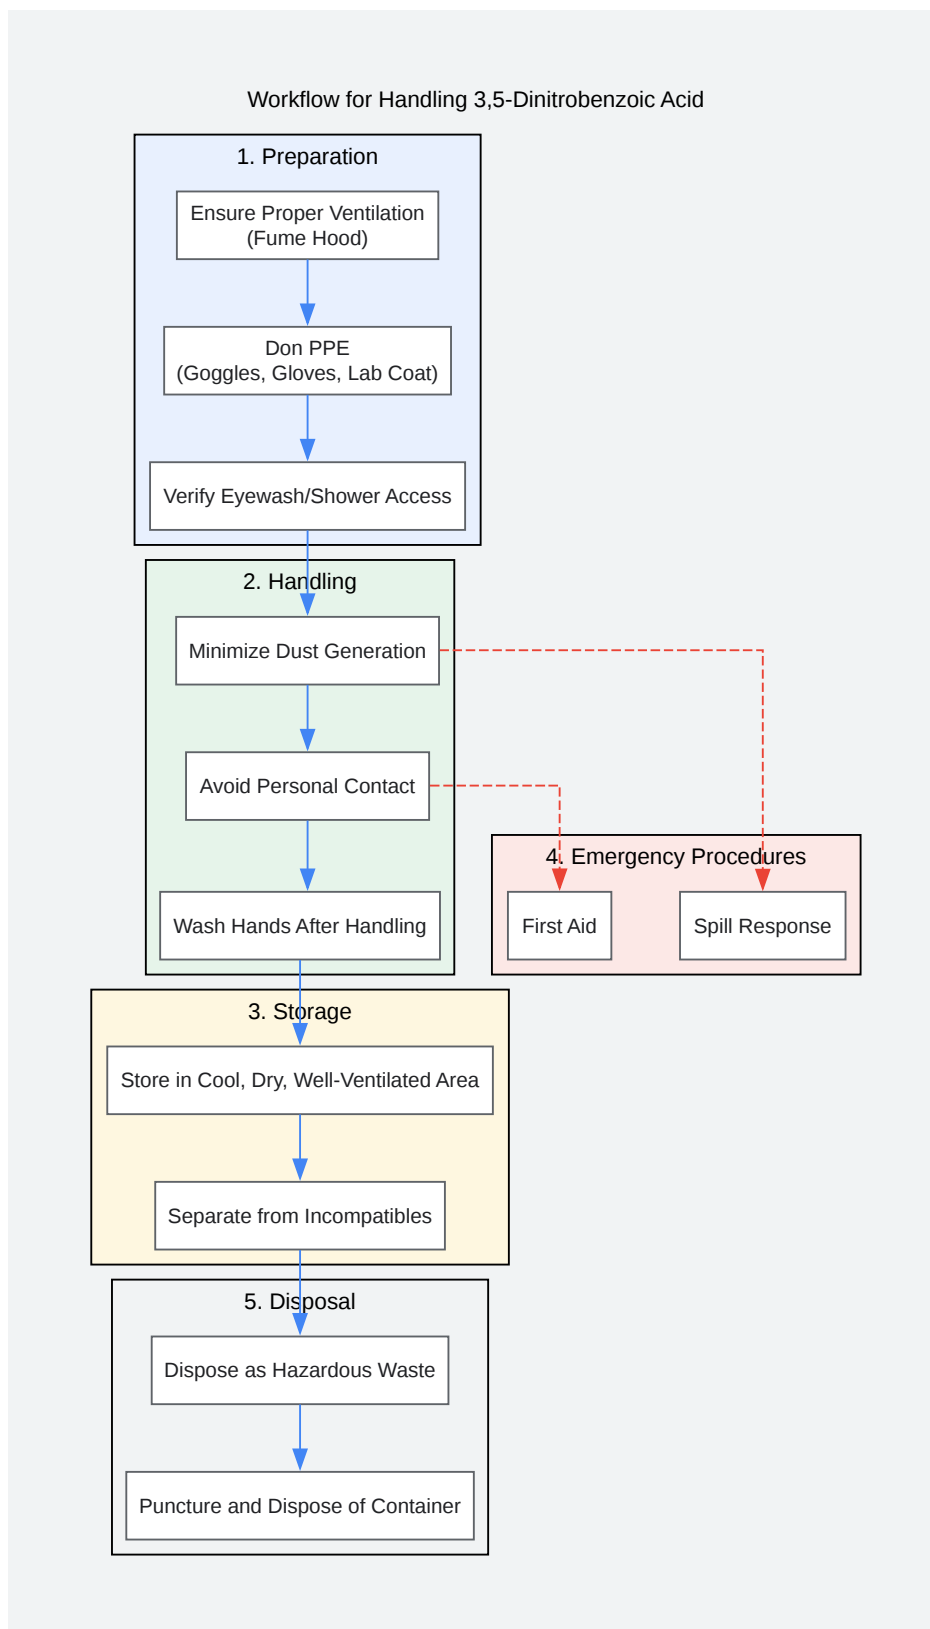 Workflow for Handling 3,5-Dinitrobenzoic Acid
1. Preparation
Ensure Proper Ventilation
(Fume Hood)
Don PPE
(Goggles, Gloves, Lab Coat)
Verify Eyewash/Shower Access
2. Handling
Minimize Dust Generation
Avoid Personal Contact
Wash Hands After Handling
4. Emergency Procedures
First Aid
Spill Response
3. Storage
Store in Cool, Dry, Well-Ventilated Area
Separate from Incompatibles
5. Disposal
Dispose as Hazardous Waste
Puncture and Dispose of Container